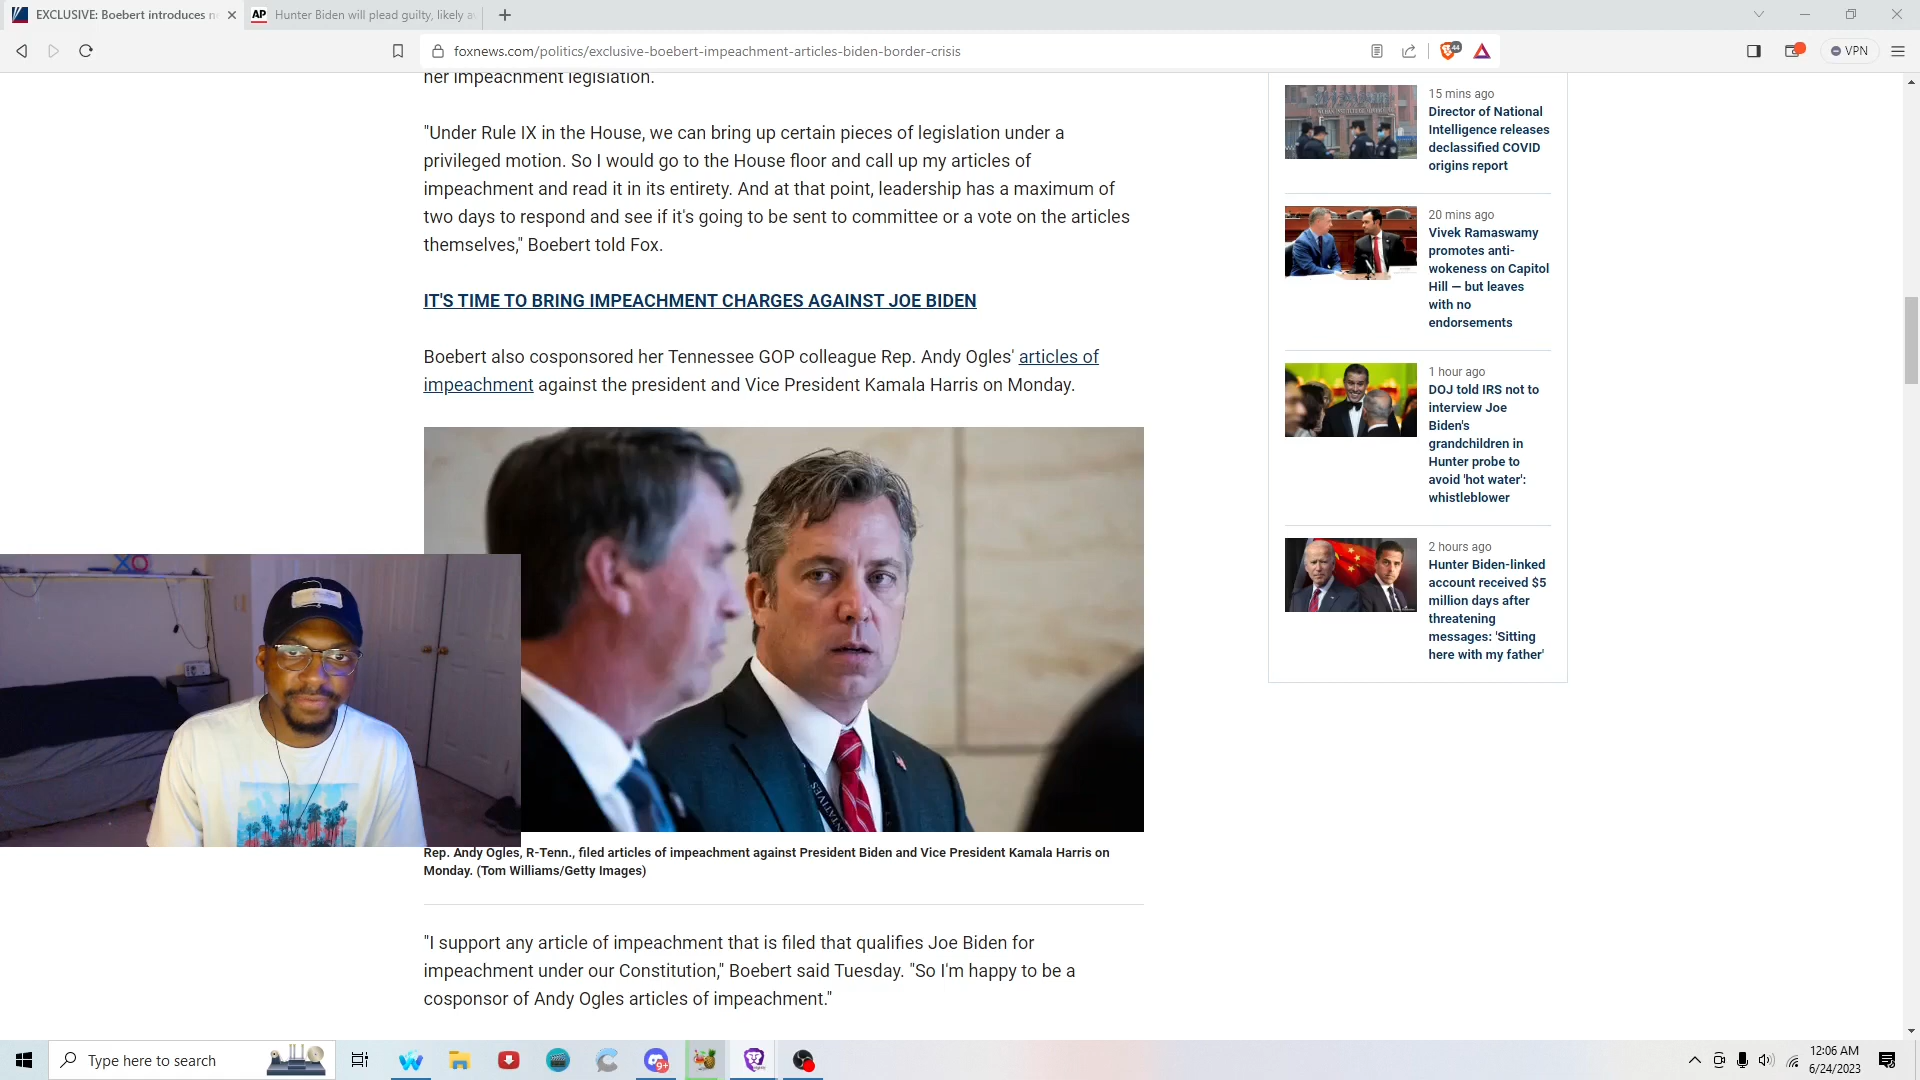 EXCLUSIVE: Boebert introduces n
AP Hunter Biden will plead guilty, likely a
foxnews.com/politics/exclusive-boebert-impeachment-articles-biden-border-crisis
44
VPN
her impeachment legislation.
"Under Rule IX in the House, we can bring up certain pieces of legislation under a
privileged motion. So I would go to the House floor and call up my articles of
impeachment and read it in its entirety. And at that point, leadership has a maximum of
two days to respond and see if it's going to be sent to committee or a vote on the articles
themselves," Boebert told Fox.
IT'S TIME TO BRING IMPEACHMENT CHARGES AGAINST JOE BIDEN
Boebert also cosponsored her Tennessee GOP colleague Rep. Andy Ogles' articles of
impeachment against the president and Vice President Kamala Harris on Monday.
Rep. Andy Ogles, R-Tenn., filed articles of impeachment against President Biden and Vice President Kamala Harris on
Monday. (Tom Williams/Getty Images)
"I support any article of impeachment that is filed that qualifies Joe Biden for
impeachment under our Constitution," Boebert said Tuesday. "So I'm happy to be a
cosponsor of Andy Ogles articles of impeachment."
15 mins ago
Director of National
Intelligence releases
declassified COVID
origins report
20 mins ago
Vivek Ramaswamy
promotes anti-
wokeness on Capitol
Hill — but leaves
with no
endorsements
1 hour ago
DOJ told IRS not to
interview Joe
Biden's
grandchildren in
Hunter probe to
avoid 'hot water':
whistleblower
2 hours ago
Hunter Biden-linked
account received $5
million days after
threatening
messages: 'Sitting
here with my father'
Type here to search
9+
12:06 AM
6/24/2023